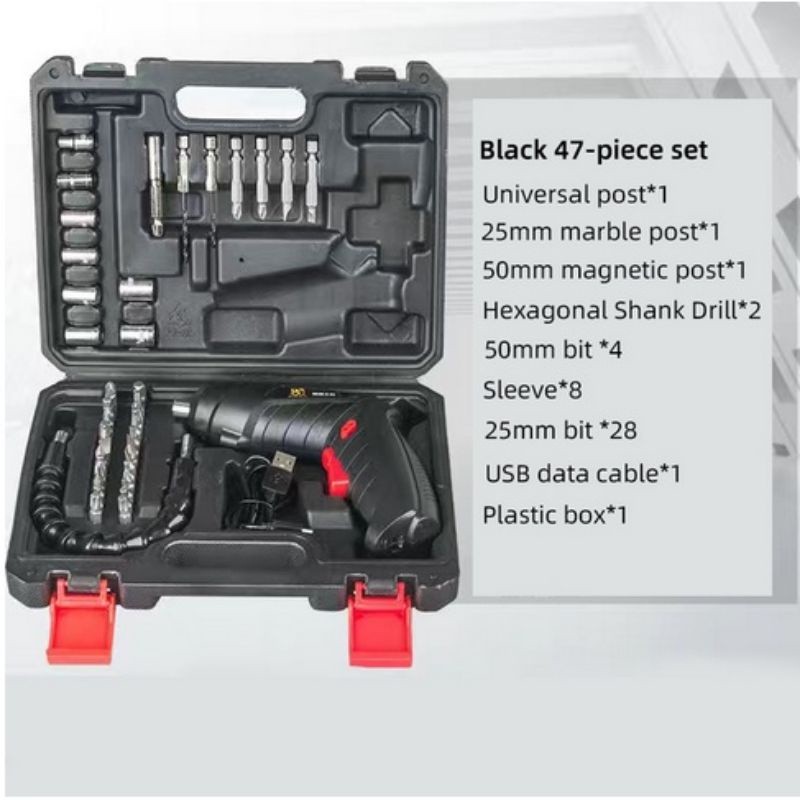 Black 47-piece set
Universal post*1
25mm marble post*1
50mm magnetic post*1
Hexagonal Shank Drill*2
50mm bit *4
Sleeve*8
25mm bit *28
USB data cable*1
Plastic box*1